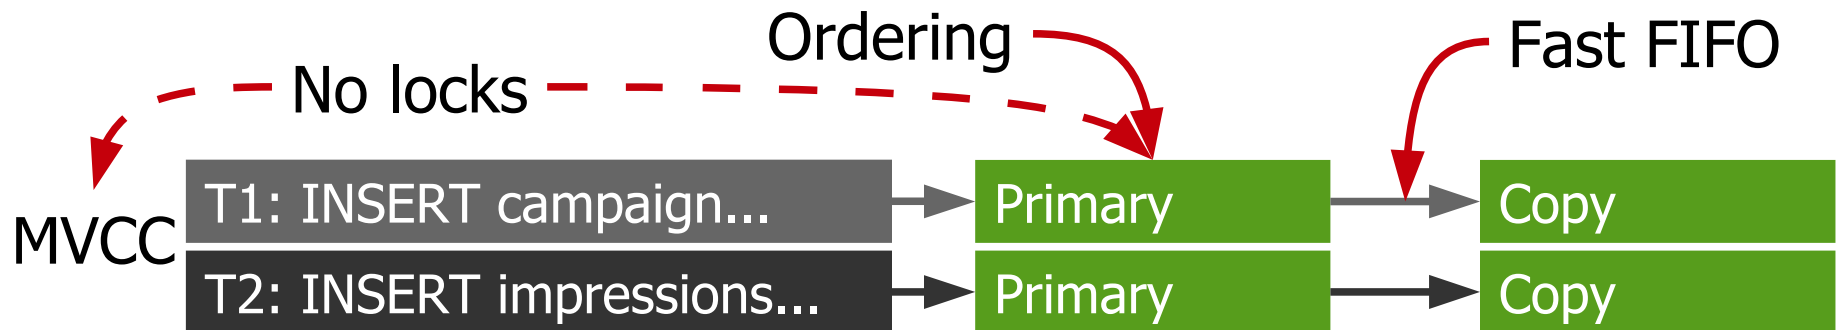 Ordering
Fast FIFO
No locks
MVCC
T1: INSERT campaign...
Primary
Copy
T2: INSERT impressions...
Primary
Copy